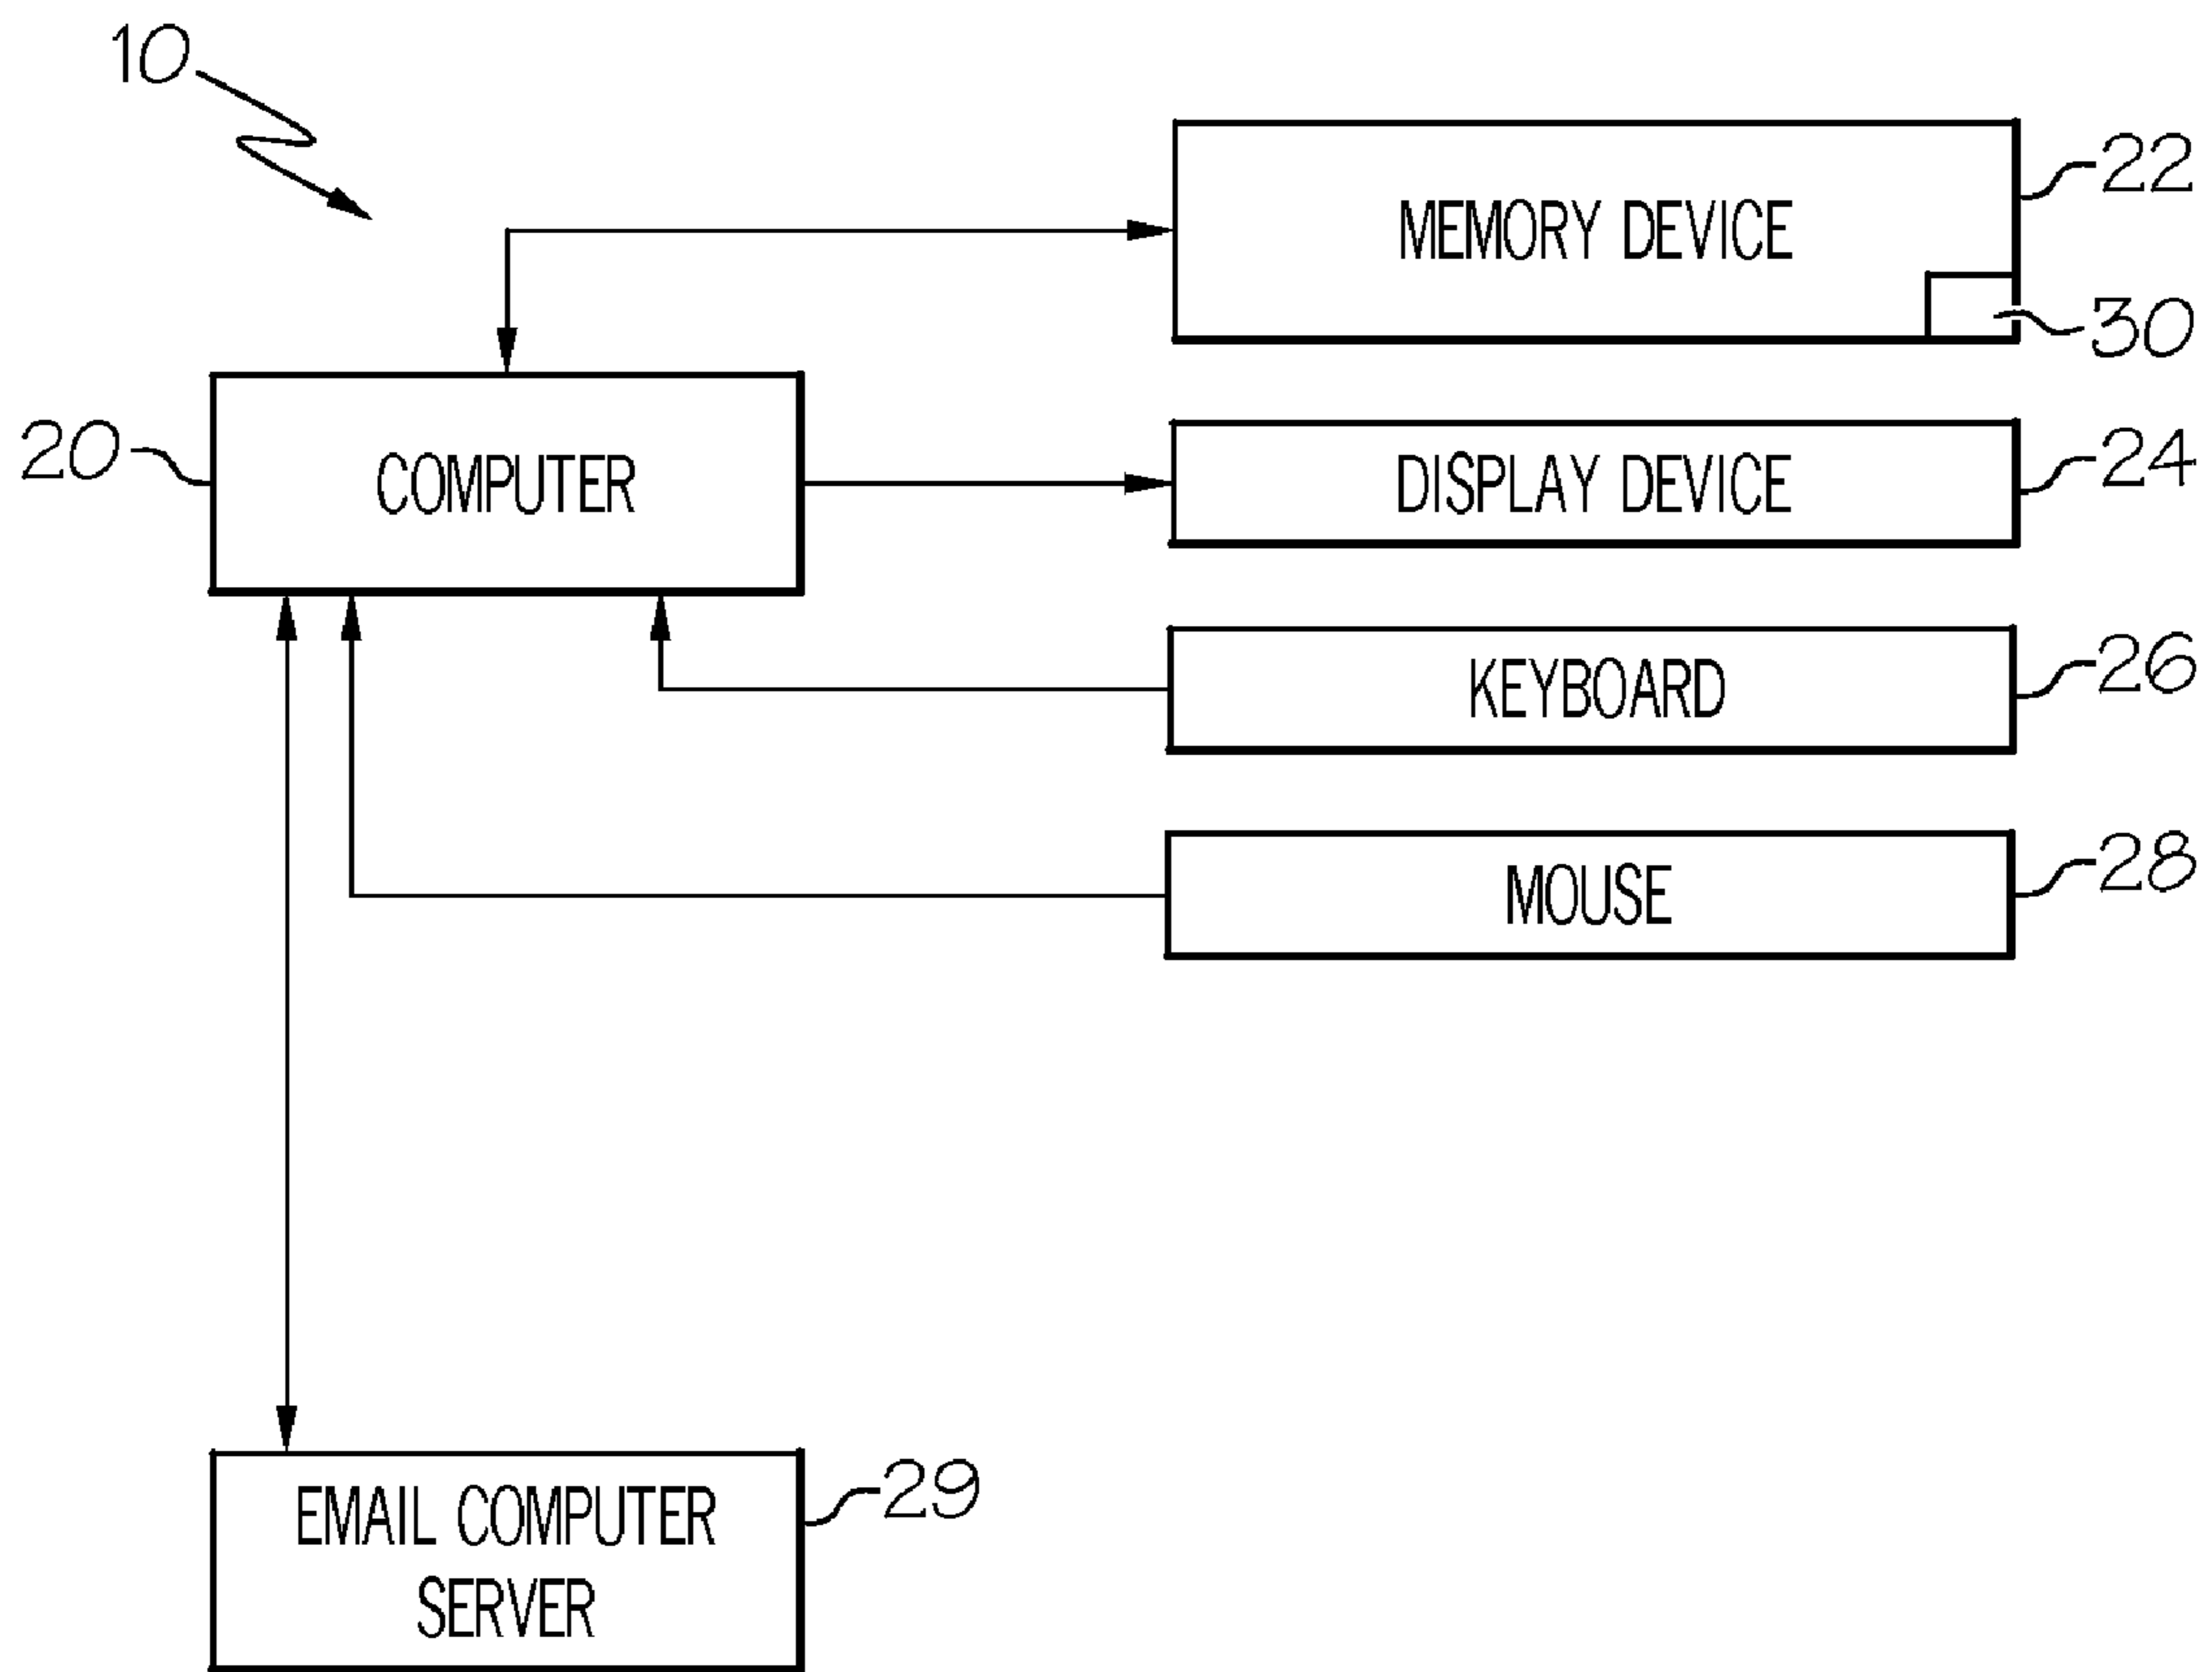 10
MEMORY DEVICE
22
30
20
COMPUTER
DISPLAY DEVICE
24
KEYBOARD
26
MOUSE
28
EMAIL COMPUTER
SERVER
29